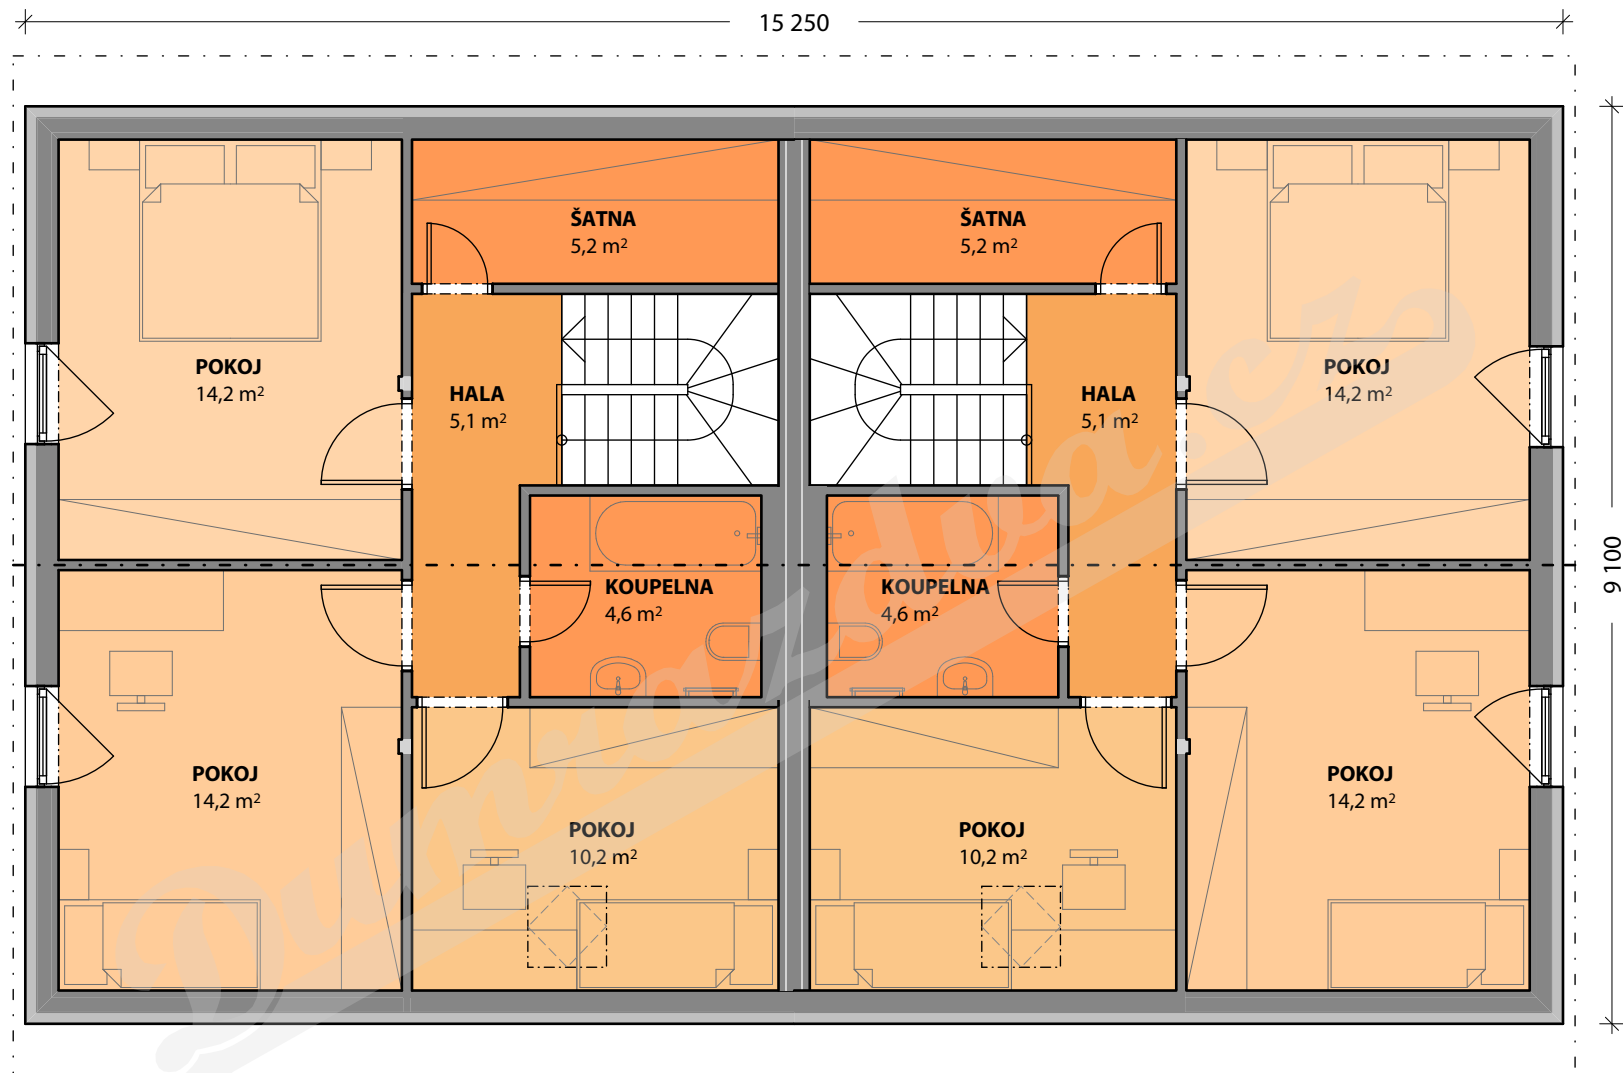 15 250
ŠATNA
5,2 m²
ŠATNA
5,2 m²
POKOJ
14,2 m²
HALA
5,1 m²
HALA
5,1 m²
POKOJ
14,2 m²
9 100
KOUPELNA
4,6 m²
KOUPELNA
4,6 m²
POKOJ
14,2 m²
POKOJ
10,2 m²
POKOJ
10,2 m²
POKOJ
14,2 m²
Dumrazdva.cz